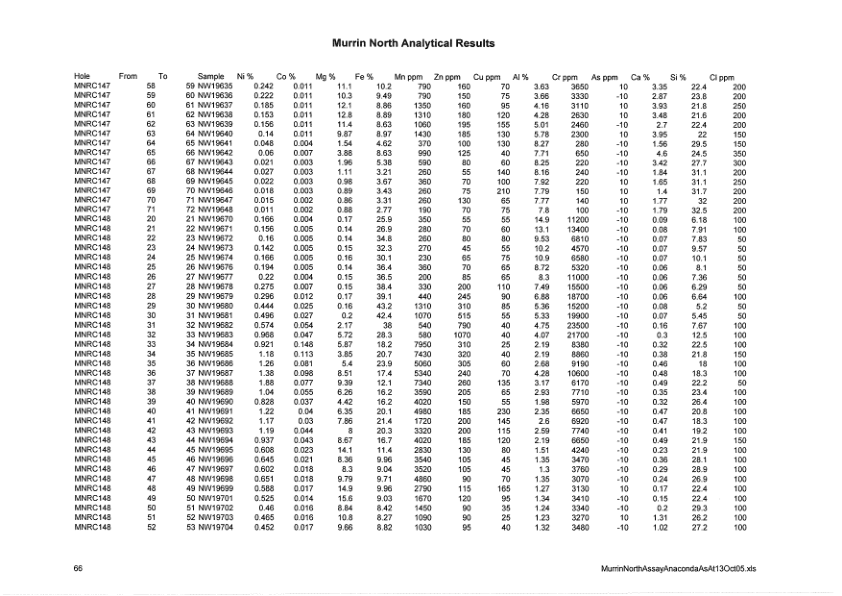 Murrin North Analytical Results
Hole From To Sample Ni % Co % Mg % Fe % Mn ppm Zn ppm Cu ppm Al % Cr ppm As ppm Ca % Si % Cl ppm
MNRC147 58 59 NW19635 0.242 0.011 11.1 10.2 790 160 70 3.63 3650 10 3.35 22.4 200
MNRC147 59 60 NW19636 0.222 0.011 10.3 9.49 790 150 75 3.66 3330 -10 2.87 23.8 200
MNRC147 60 61 NW19637 0.185 0.011 12.1 8.86 1350 160 95 4.16 3110 10 3.93 21.8 250
MNRC147 61 62 NW19638 0.153 0.011 12.8 8.89 1310 180 120 4.28 2630 10 3.48 21.6 200
MNRC147 62 63 NW19639 0.156 0.011 11.4 8.63 1060 195 155 5.01 2460 -10 2.7 22.4 200
MNRC147 63 64 NW19640 0.14 0.011 9.87 8.97 1430 185 130 5.78 2300 10 3.95 22 150
MNRC147 64 65 NW19641 0.048 0.004 1.54 4.62 370 100 130 8.27 280 -10 1.56 29.5 150
MNRC147 65 66 NW19642 0.06 0.007 3.88 8.63 990 125 40 7.71 650 -10 4.6 24.5 350
MNRC147 66 67 NW19643 0.021 0.003 1.96 5.38 590 80 60 8.25 220 -10 3.42 27.7 300
MNRC147 67 68 NW19644 0.027 0.003 1.11 3.21 260 55 140 8.16 240 -10 1.84 31.1 200
MNRC147 68 69 NW19645 0.022 0.003 0.98 3.67 360 70 100 7.92 220 10 1.65 31.1 250
MNRC147 69 70 NW19646 0.018 0.003 0.89 3.43 260 75 210 7.79 150 10 1.4 31.7 200
MNRC147 70 71 NW19647 0.015 0.002 0.86 3.31 260 130 65 7.77 140 10 1.77 32 200
MNRC147 71 72 NW19648 0.011 0.002 0.88 2.77 190 70 75 7.8 100 -10 1.79 32.5 200
MNRC148 20 21 NW19670 0.166 0.004 0.17 25.9 350 55 55 14.9 11200 -10 0.09 6.18 100
MNRC148 21 22 NW19671 0.156 0.005 0.14 26.9 280 70 60 13.1 13400 -10 0.08 7.91 100
MNRC148 22 23 NW19672 0.16 0.005 0.14 34.8 260 80 80 9.53 6810 -10 0.07 7.83 50
MNRC148 23 24 NW19673 0.142 0.005 0.15 32.3 270 45 55 10.2 4570 -10 0.07 9.57 50
MNRC148 24 25 NW19674 0.166 0.005 0.16 30.1 230 65 75 10.9 6580 -10 0.07 10.1 50
MNRC148 25 26 NW19676 0.194 0.005 0.14 36.4 360 70 65 8.72 5320 -10 0.06 8.1 50
MNRC148 26 27 NW19677 0.22 0.004 0.15 36.5 200 85 65 8.3 11000 -10 0.06 7.36 50
MNRC148 27 28 NW19678 0.275 0.007 0.15 38.4 330 200 110 7.49 15500 -10 0.06 6.29 50
MNRC148 28 29 NW19679 0.296 0.012 0.17 39.1 440 245 90 6.88 18700 -10 0.06 6.64 100
MNRC148 29 30 NW19680 0.444 0.025 0.16 43.2 1310 310 85 5.36 15200 -10 0.08 5.2 50
MNRC148 30 31 NW19681 0.496 0.027 0.2 42.4 1070 515 55 5.33 19900 -10 0.07 5.45 50
MNRC148 31 32 NW19682 0.574 0.054 2.17 38 540 790 40 4.75 23500 -10 0.16 7.67 100
MNRC148 32 33 NW19683 0.968 0.047 5.72 28.3 580 1070 40 4.07 21700 -10 0.3 12.5 100
MNRC148 33 34 NW19684 0.921 0.148 5.87 18.2 7950 310 25 2.19 8380 -10 0.32 22.5 100
MNRC148 34 35 NW19685 1.18 0.113 3.85 20.7 7430 320 40 2.19 8860 -10 0.38 21.8 150
MNRC148 35 36 NW19686 1.26 0.081 5.4 23.9 5060 305 60 2.68 9190 -10 0.46 18 100
MNRC148 36 37 NW19687 1.38 0.098 8.51 17.4 5340 240 70 4.28 10600 -10 0.48 18.3 100
MNRC148 37 38 NW19688 1.88 0.077 9.39 12.1 7340 260 135 3.17 6170 -10 0.49 22.2 50
MNRC148 38 39 NW19689 1.04 0.055 6.26 16.2 3590 205 65 2.93 7710 -10 0.35 23.4 100
MNRC148 39 40 NW19690 0.828 0.037 4.42 16.2 4020 150 55 1.98 5970 -10 0.32 26.4 100
MNRC148 40 41 NW19691 1.22 0.04 6.35 20.1 4980 185 230 2.35 6650 -10 0.47 20.8 100
MNRC148 41 42 NW19692 1.17 0.03 7.86 21.4 1720 200 145 2.6 6920 -10 0.47 18.3 100
MNRC148 42 43 NW19693 1.19 0.044 8 20.3 3320 200 115 2.59 7740 -10 0.41 19.2 100
MNRC148 43 44 NW19694 0.937 0.043 8.67 16.7 4020 185 120 2.19 6650 -10 0.49 21.9 150
MNRC148 44 45 NW19695 0.608 0.023 14.1 11.4 2830 130 80 1.51 4240 -10 0.23 21.9 100
MNRC148 45 46 NW19696 0.645 0.021 8.36 9.96 3540 105 45 1.35 3470 -10 0.36 28.1 100
MNRC148 46 47 NW19697 0.602 0.018 8.3 9.04 3520 105 45 1.3 3760 -10 0.29 28.9 100
MNRC148 47 48 NW19698 0.651 0.018 9.79 9.71 4860 90 70 1.35 3070 -10 0.24 26.9 100
MNRC148 48 49 NW19699 0.588 0.017 14.9 9.96 2790 115 165 1.27 3130 10 0.17 22.4 100
MNRC148 49 50 NW19701 0.525 0.014 15.6 9.03 1670 120 95 1.34 3410 -10 0.15 22.4 100
MNRC148 50 51 NW19702 0.46 0.016 8.84 8.42 1450 90 35 1.24 3340 -10 0.2 29.3 100
MNRC148 51 52 NW19703 0.465 0.016 10.8 8.27 1090 90 25 1.23 3270 10 1.31 26.2 100
MNRC148 52 53 NW19704 0.452 0.017 9.66 8.82 1030 95 40 1.32 3480 -10 1.02 27.2 100
66 MurrinNorthAssayAnacondaAsAt13Oct05.xls